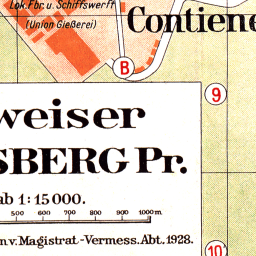 Lok. Fbr. u. Schiffswerft
(Union Gießerei)
Contiene
B
9
weiser
SBERG Pr.
ab 1:15000.
500 600 700 800 900 1000 m
n v. Magistrat-Vermess. Abt. 1928.
10